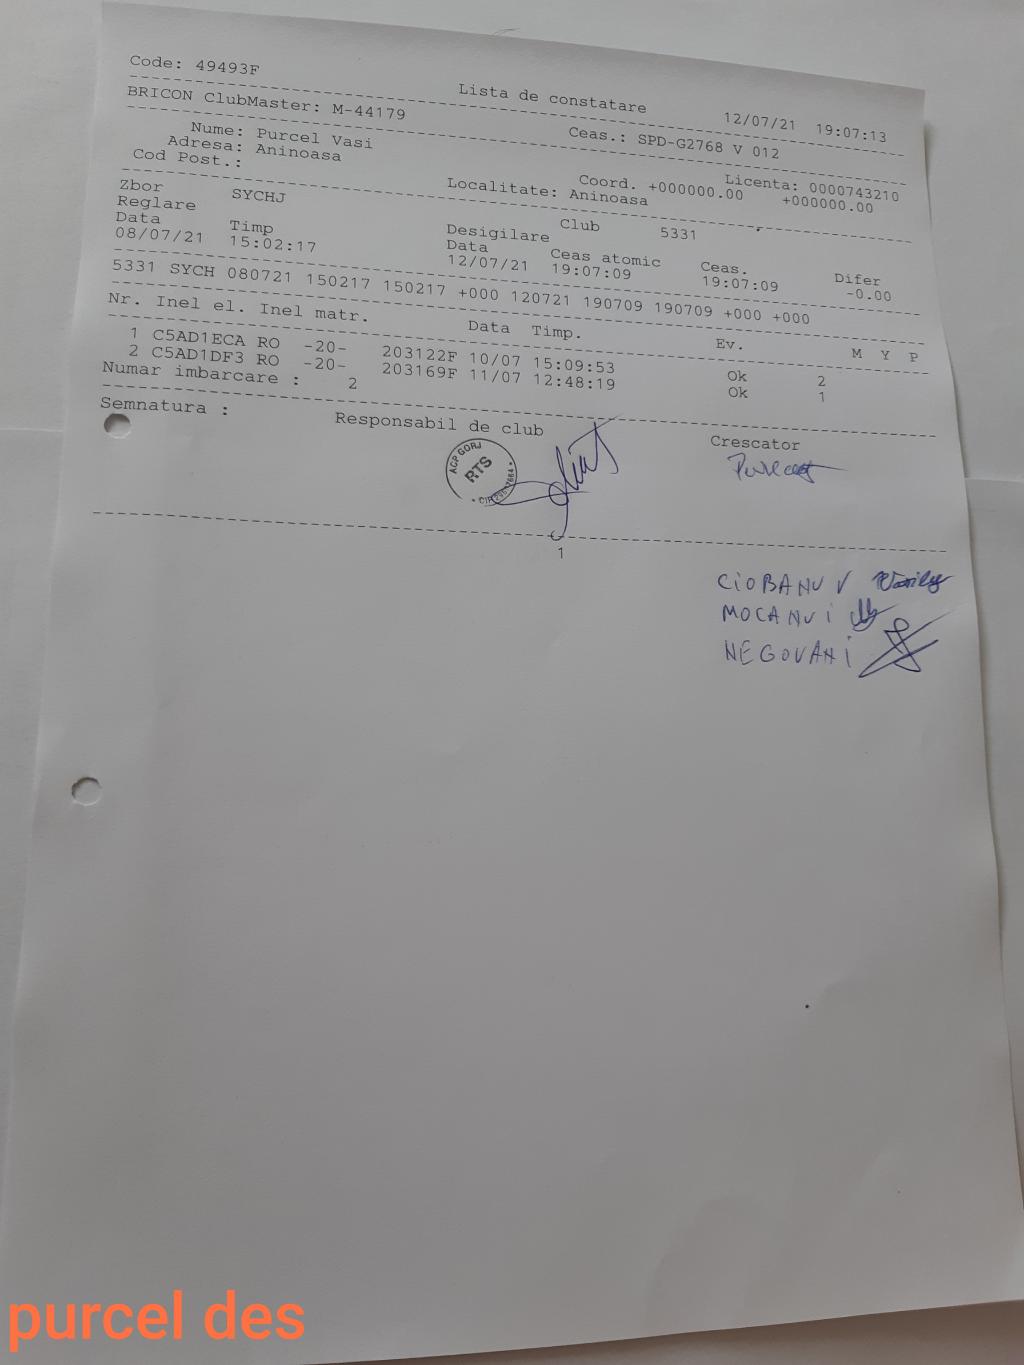 Code: 49493F
Lista de constatare
12/07/21 19:07:13
BRICON ClubMaster: M-44179
Ceas.: SPD-G2768 V 012
Nume: Purcel Vasi
Licenta: 0000743210
Adresa: Aninoasa
Coord. +000000.00 +000000.00
Cod Post.:
Localitate: Aninoasa
Zbor SYCHJ Club 5331
Reglare Desigilare
Data Timp Data Ceas atomic Ceas. Difer
08/07/21 15:02:17 12/07/21 19:07:09 19:07:09 -0.00
5331 SYCH 080721 150217 150217 +000 120721 190709 190709 +000 +000
Nr. Inel el. Inel matr. Data Timp. Ev. M Y P
1 C5AD1ECA RO -20- 203122F 10/07 15:09:53 Ok 2
2 C5AD1DF3 RO -20- 203169F 11/07 12:48:19 Ok 1
Numar imbarcare : 2
Semnatura : Responsabil de club Crescator
ACP GORJ
RTS
Purcel
1
CIOBANU V
MOCANU i
NEGOVAN i
purcel des